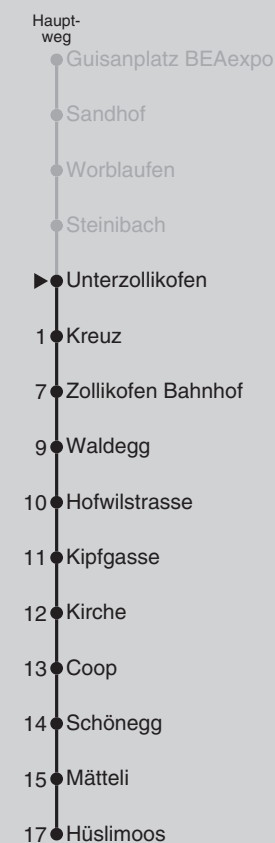 Haupt-
weg
Guisanplatz BEAexpo
Sandhof
Worblaufen
Steinibach
Unterzollikofen
1 Kreuz
7 Zollikofen Bahnhof
9 Waldegg
10 Hofwilstrasse
11 Kipfgasse
12 Kirche
13 Coop
14 Schönegg
15 Mätteli
17 Hüslimoos